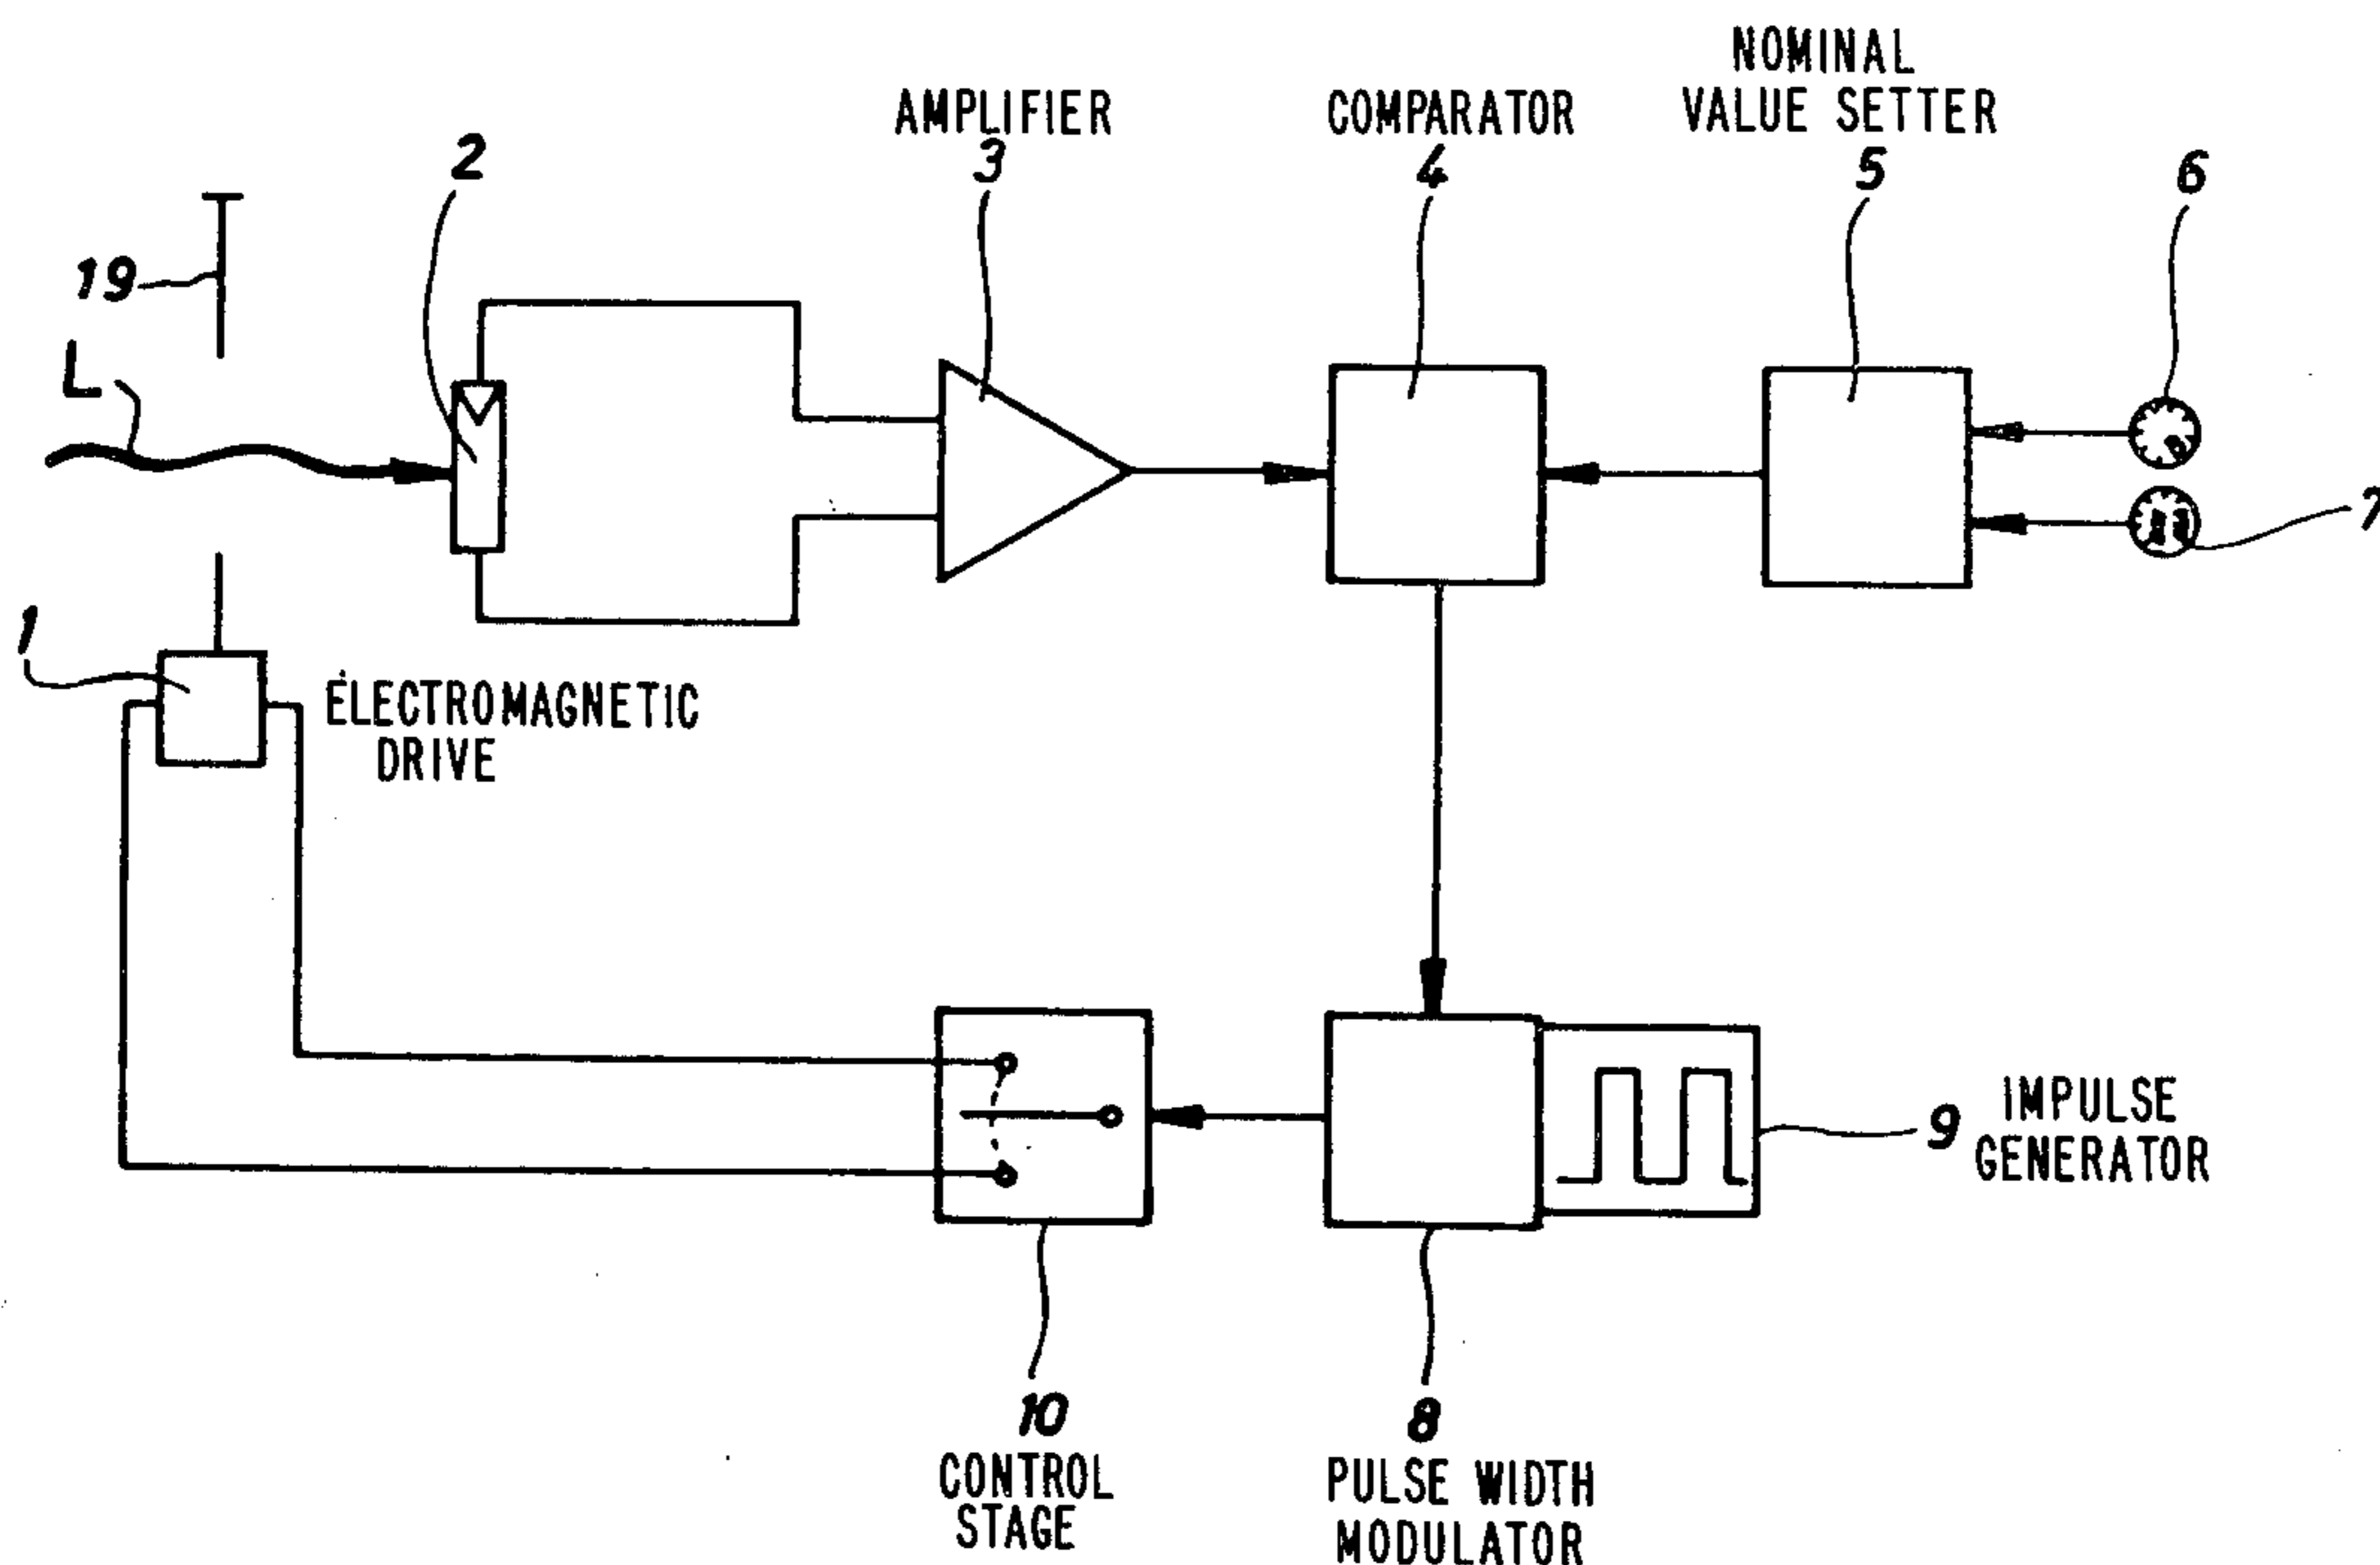 NOMINAL
VALUE SETTER
5
AMPLIFIER
3
COMPARATOR
4
2
6
19
L
7
1
ELECTROMAGNETIC
DRIVE
9
IMPULSE
GENERATOR
10
CONTROL
STAGE
8
PULSE WIDTH
MODULATOR